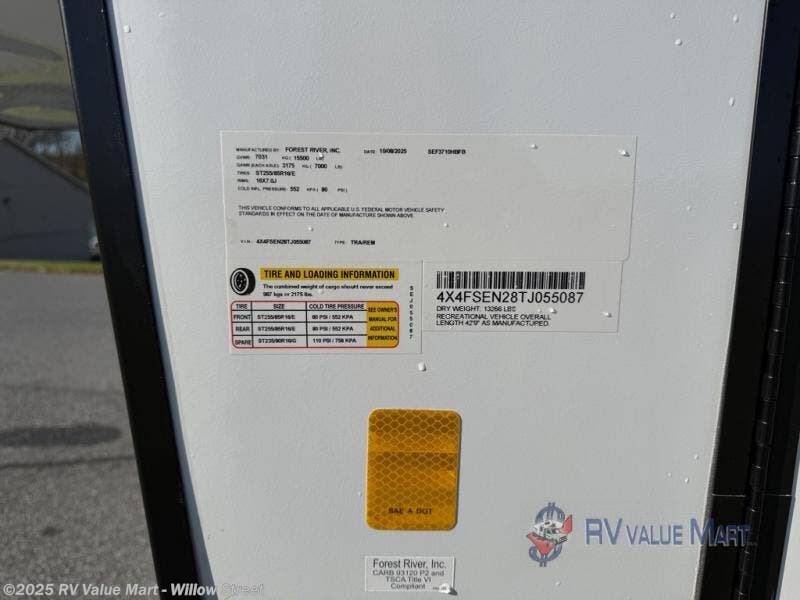 MANUFACTURED BY: FOREST RIVER, INC. DATE: 10/08/2025 SEF3710HBFB
GVWR: 7031 KG ( 15500 LB)
GAWR (EACH AXLE): 3175 KG ( 7000 LB)
TIRES: ST255/85R16/E
RIMS: 16X7.0J
COLD INFL. PRESSURE: 552 KPA ( 80 PSI)
THIS VEHICLE CONFORMS TO ALL APPLICABLE U.S. FEDERAL MOTOR VEHICLE SAFETY
STANDARDS IN EFFECT ON THE DATE OF MANUFACTURE SHOWN ABOVE.
V.I.N.: 4X4FSEN28TJ055087 TYPE: TRA/REM
TIRE AND LOADING INFORMATION
The combined weight of cargo should never exceed
987 kgs or 2175 lbs.
TIRE SIZE COLD TIRE PRESSURE
FRONT ST255/85R16/E 80 PSI / 552 KPA
REAR ST255/85R16/E 80 PSI / 552 KPA
SPARE ST235/80R16/G 110 PSI / 758 KPA
SEE OWNER'S
MANUAL FOR
ADDITIONAL
INFORMATION
SEJ055087
4X4FSEN28TJ055087
DRY WEIGHT: 13266 LBS
RECREATIONAL VEHICLE OVERALL
LENGTH 42'9" AS MANUFACTURED.
SAE A DOT
RV VALUE MART
Forest River, Inc.
CARB 93120 P2 and
TSCA Title VI
Compliant
©2025 RV Value Mart - Willow Street